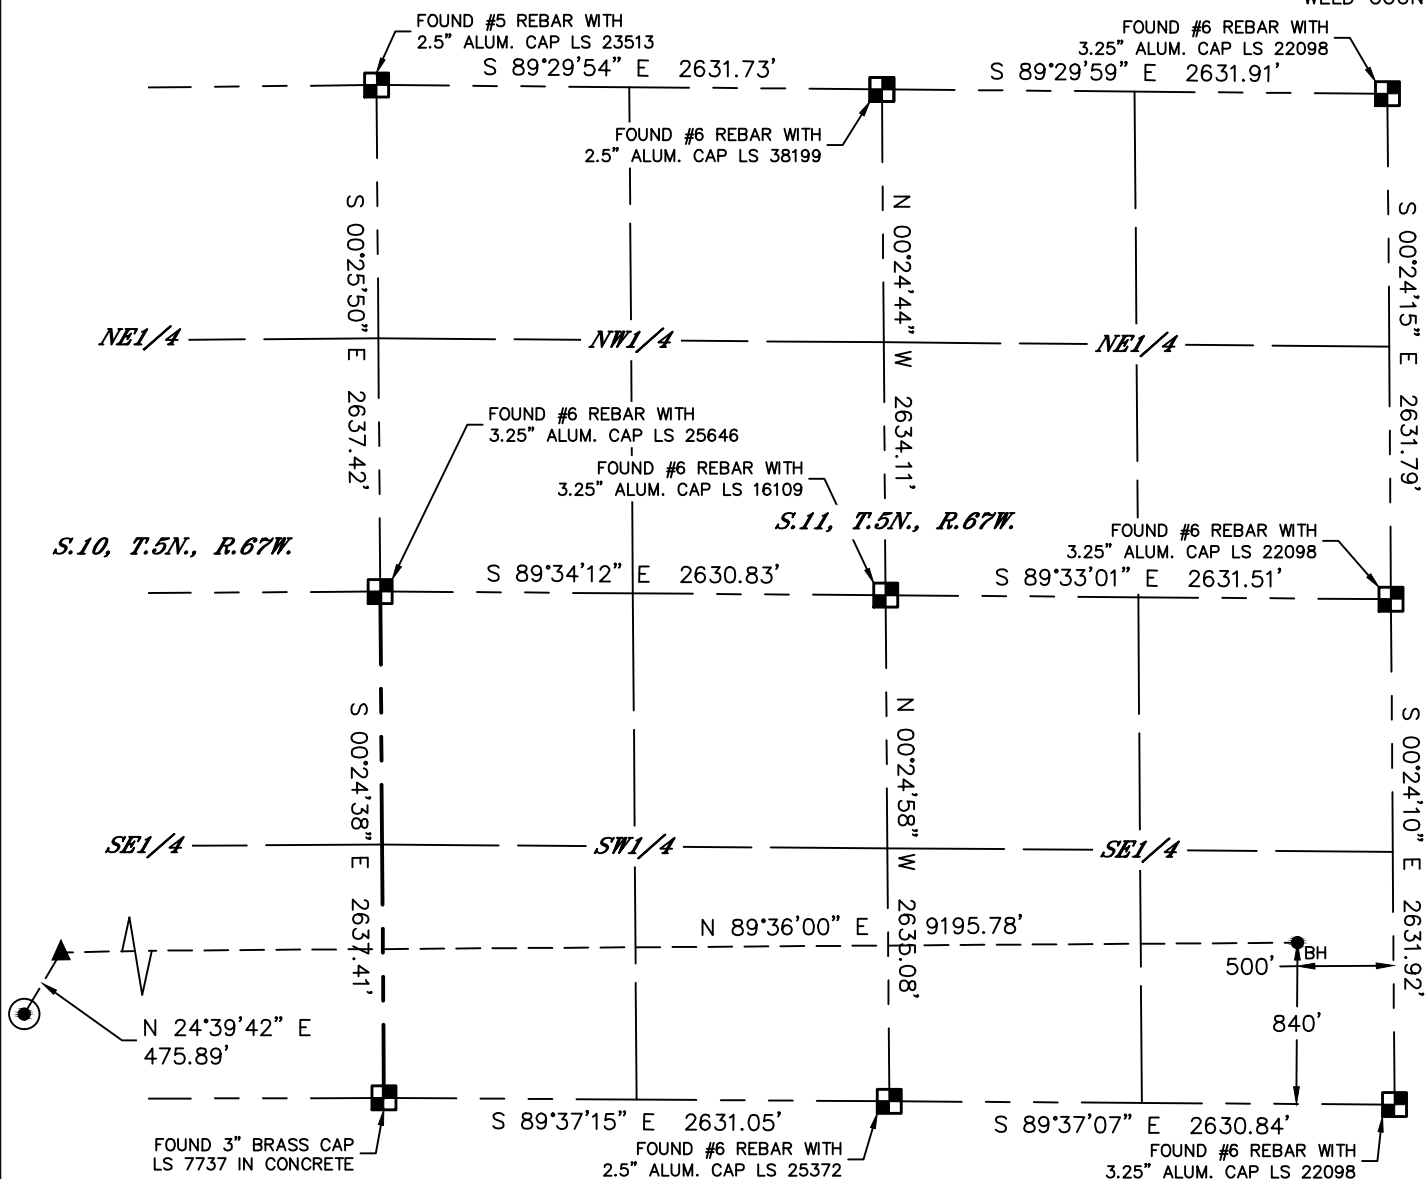 WELD COUN
FOUND #5 REBAR WITH
2.5" ALUM. CAP LS 23513
FOUND #6 REBAR WITH
3.25" ALUM. CAP LS 22098
S 89°29'54" E 2631.73'
S 89°29'59" E 2631.91'
FOUND #6 REBAR WITH
2.5" ALUM. CAP LS 38199
S 00°25'50" E 2637.42'
N 00°24'44" W 2634.11'
S 00°24'15" E 2631.79'
NE1/4
NW1/4
NE1/4
FOUND #6 REBAR WITH
3.25" ALUM. CAP LS 25646
FOUND #6 REBAR WITH
3.25" ALUM. CAP LS 16109
S.11, T.5N., R.67W.
FOUND #6 REBAR WITH
3.25" ALUM. CAP LS 22098
S.10, T.5N., R.67W.
S 89°34'12" E 2630.83'
S 89°33'01" E 2631.51'
S 00°24'38" E 2637.41'
N 00°24'58" W 2635.08'
S 00°24'10" E 2631.92'
SE1/4
SW1/4
SE1/4
N 89°36'00" E 9195.78'
BH
500'
840'
N 24°39'42" E
475.89'
S 89°37'15" E 2631.05'
S 89°37'07" E 2630.84'
FOUND 3" BRASS CAP
LS 7737 IN CONCRETE
FOUND #6 REBAR WITH
2.5" ALUM. CAP LS 25372
FOUND #6 REBAR WITH
3.25" ALUM. CAP LS 22098